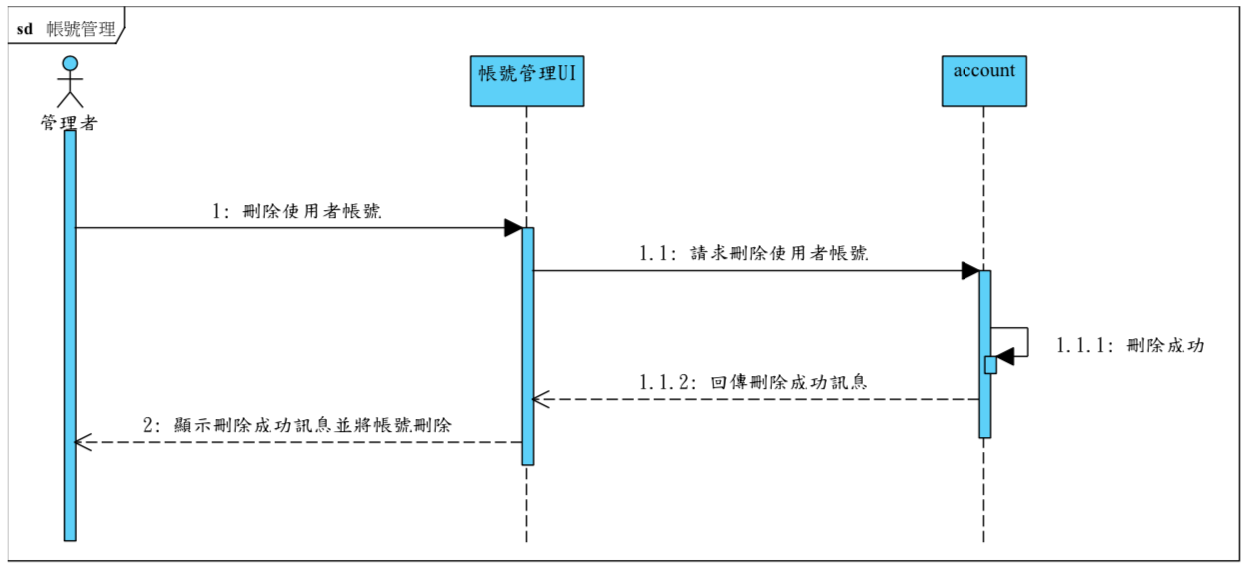 sd 帳號管理
管理者
帳號管理UI
account
1: 刪除使用者帳號
1.1: 請求刪除使用者帳號
1.1.1: 刪除成功
1.1.2: 回傳刪除成功訊息
2: 顯示刪除成功訊息並將帳號刪除